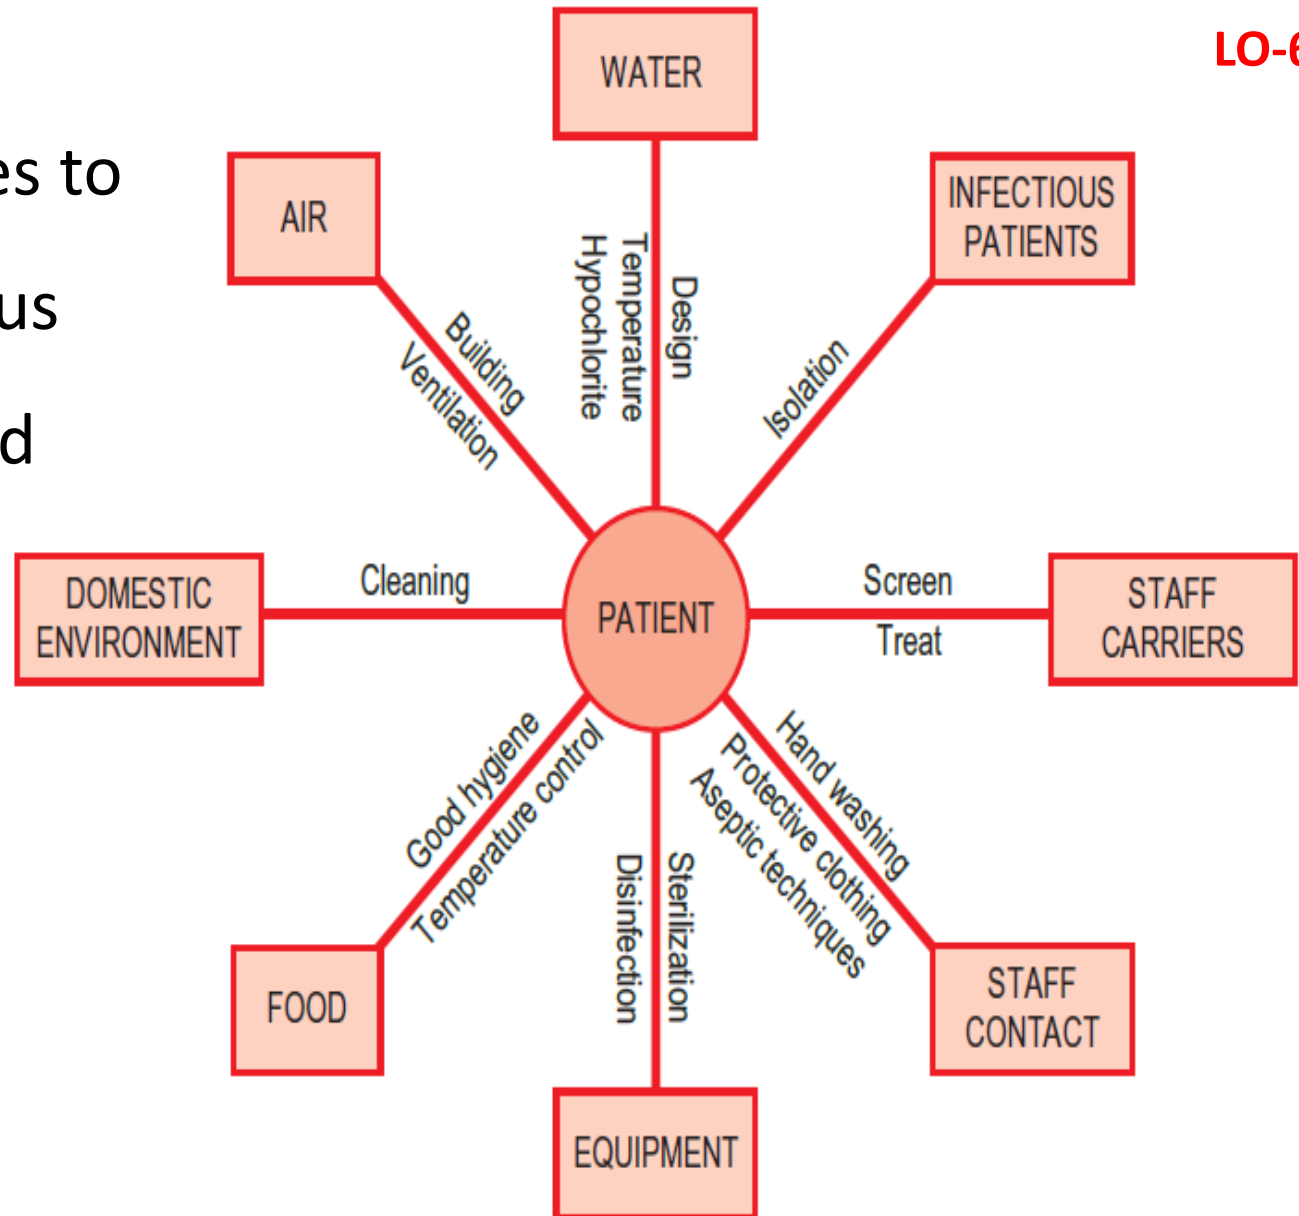 LO-6
es to
us
d
WATER
AIR
INFECTIOUS
PATIENTS
Building
Ventilation
Hypochlorite
Temperature
Design
Isolation
DOMESTIC
ENVIRONMENT
Cleaning
PATIENT
Screen
Treat
STAFF
CARRIERS
Good hygiene
Temperature control
Disinfection
Sterilization
Hand washing
Protective clothing
Aseptic techniques
FOOD
STAFF
CONTACT
EQUIPMENT